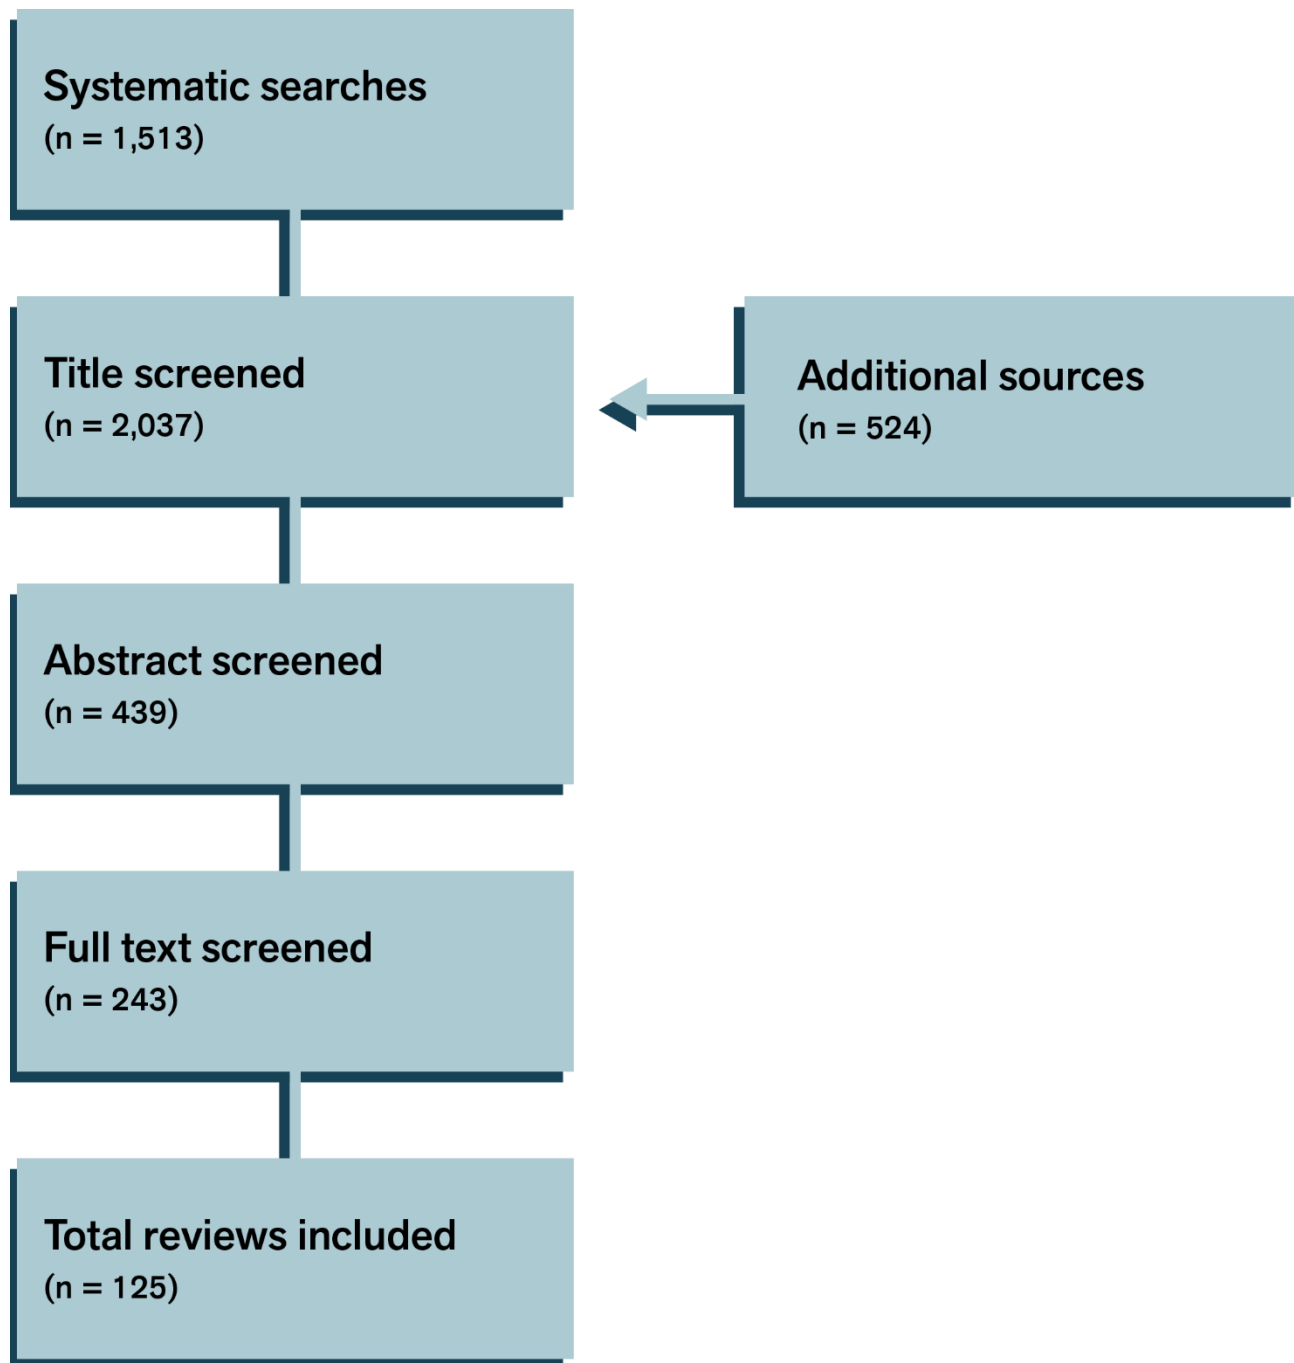 Systematic searches
(n = 1,513)
Title screened
(n = 2,037)
Additional sources
(n = 524)
Abstract screened
(n = 439)
Full text screened
(n = 243)
Total reviews included
(n = 125)